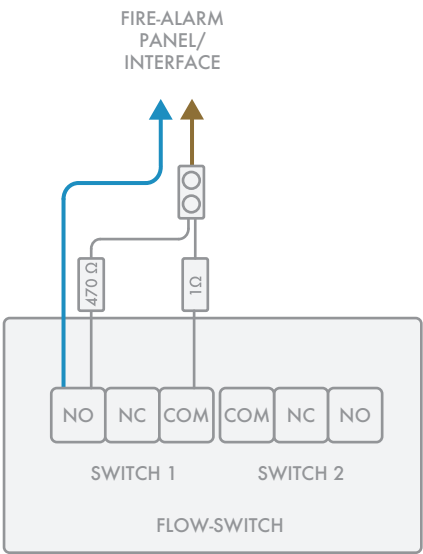 FIRE-ALARM
PANEL/
INTERFACE
470 Ω
1Ω
NO NC COM COM NC NO
SWITCH 1 SWITCH 2
FLOW-SWITCH